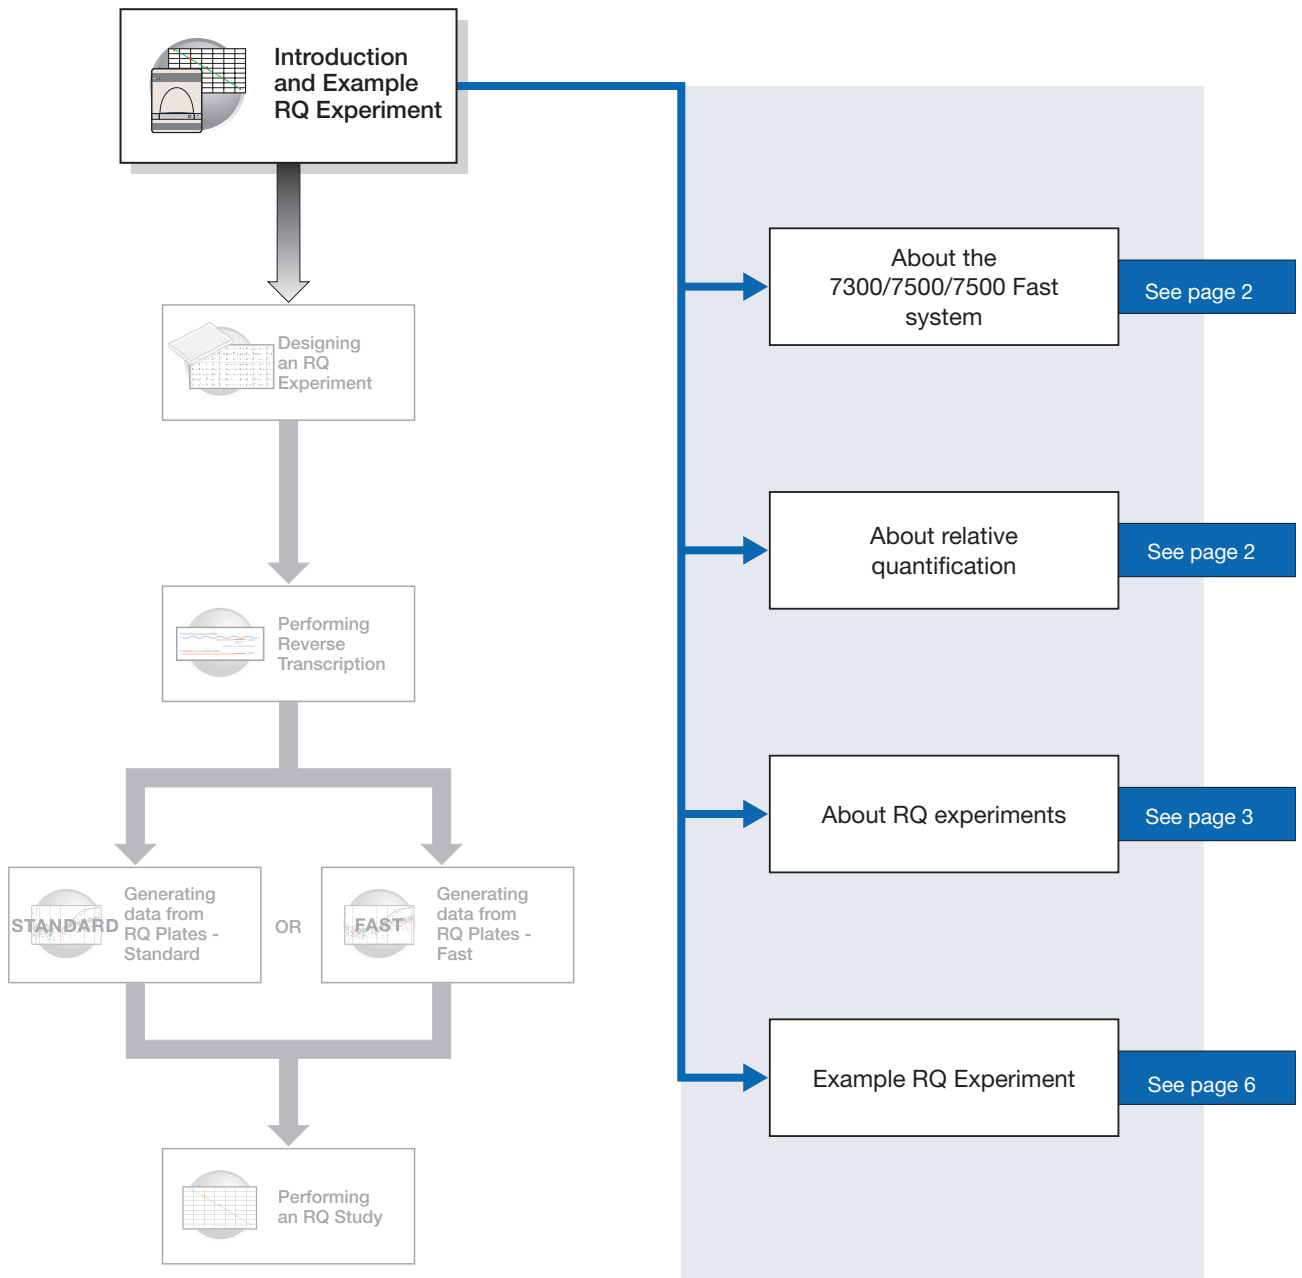 Introduction
and Example
RQ Experiment
About the
7300/7500/7500 Fast
system
See page 2
Designing
an RQ
Experiment
About relative
quantification
See page 2
Performing
Reverse
Transcription
About RQ experiments
See page 3
STANDARD
Generating
data from
RQ Plates -
Standard
OR
FAST
Generating
data from
RQ Plates -
Fast
Example RQ Experiment
See page 6
Performing
an RQ Study